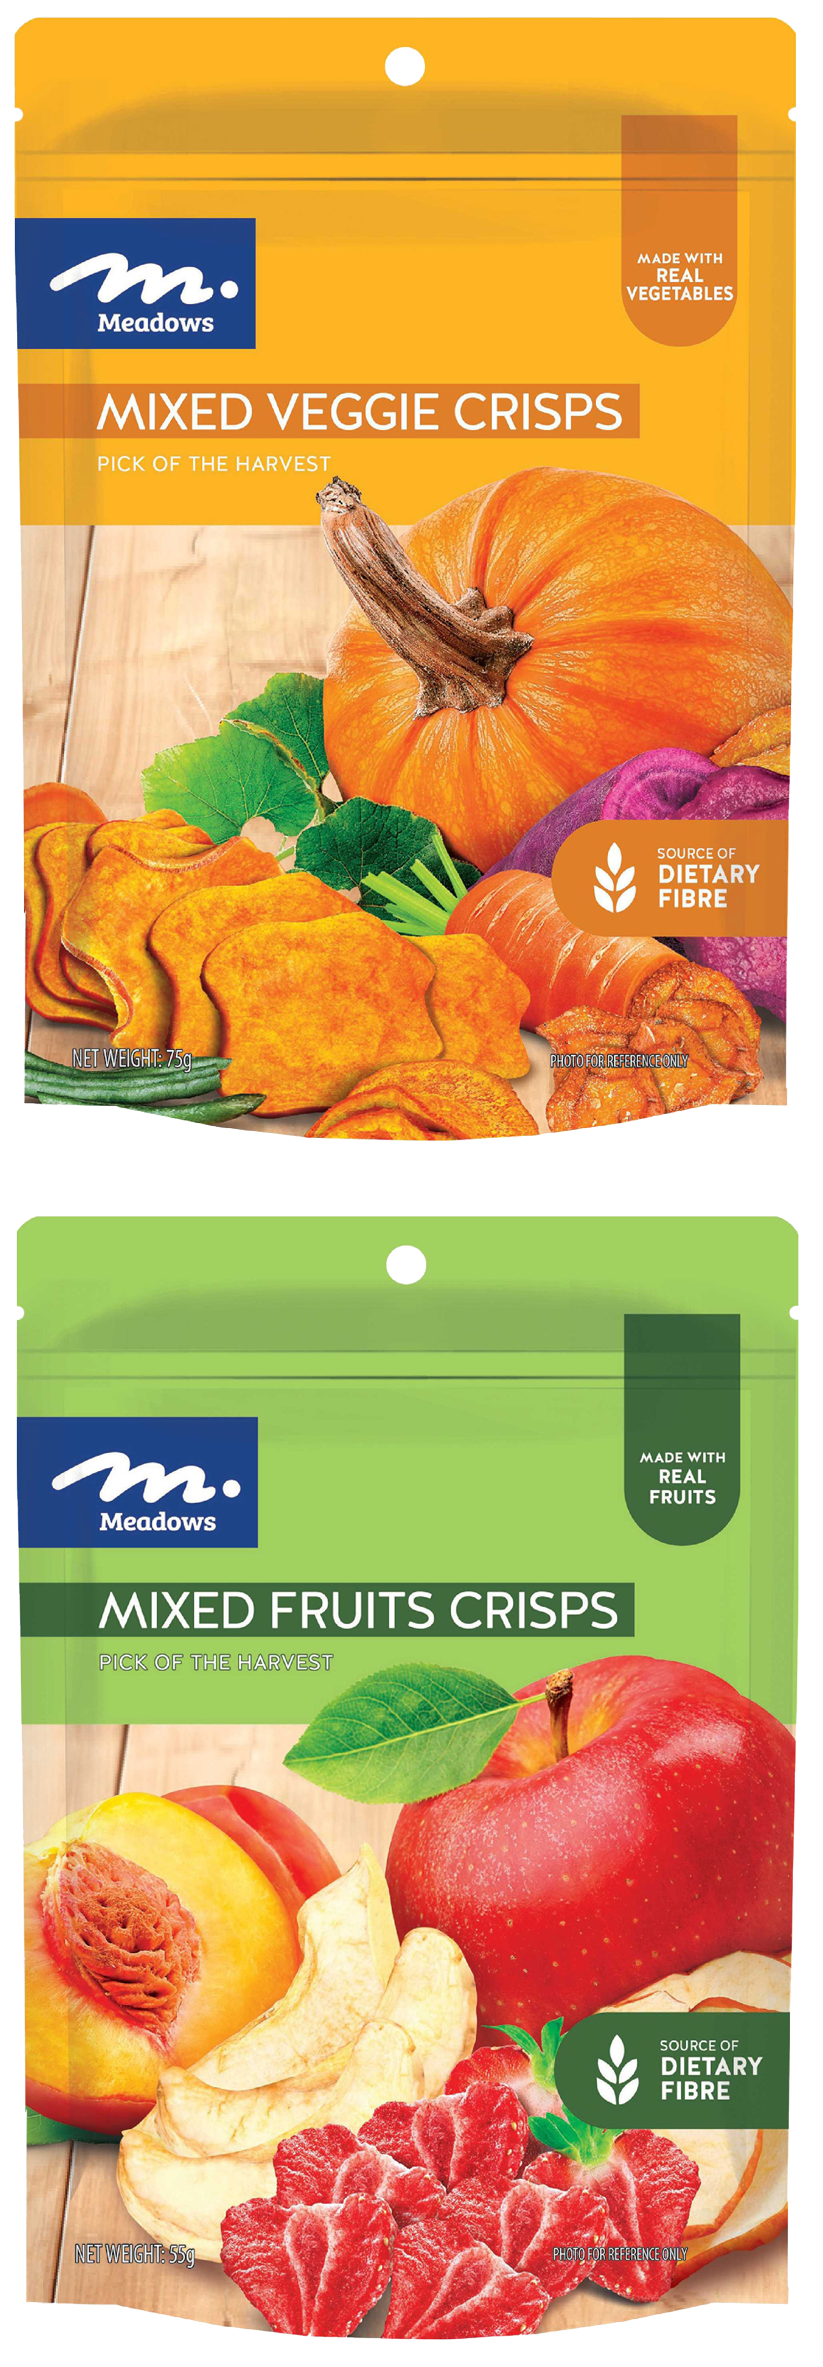 Meadows
MADE WITH
REAL
VEGETABLES
MIXED VEGGIE CRISPS
PICK OF THE HARVEST
SOURCE OF
DIETARY
FIBRE
NET WEIGHT: 75g
PHOTO FOR REFERENCE ONLY
Meadows
MADE WITH
REAL
FRUITS
MIXED FRUITS CRISPS
PICK OF THE HARVEST
SOURCE OF
DIETARY
FIBRE
NET WEIGHT: 55g
PHOTO FOR REFERENCE ONLY